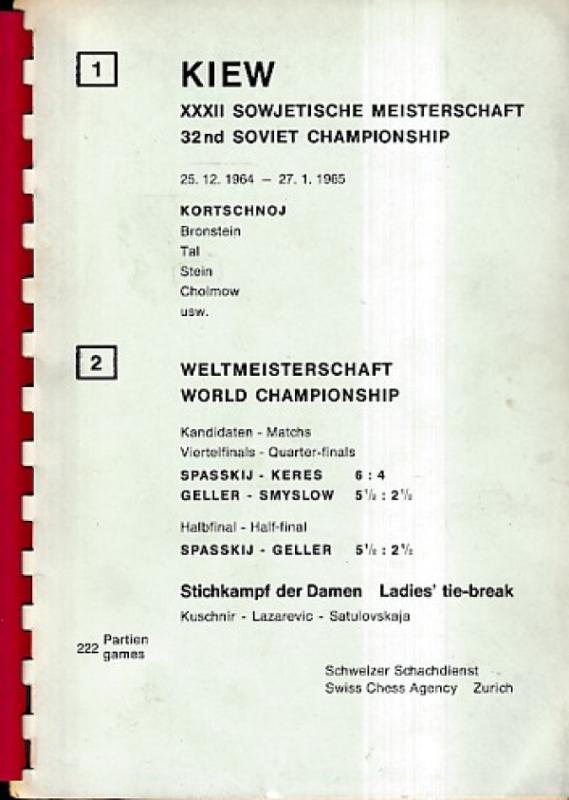 1
KIEW
XXXII SOWJETISCHE MEISTERSCHAFT
32nd SOVIET CHAMPIONSHIP
25. 12. 1964 – 27. 1. 1965
KORTSCHNOJ
Bronstein
Tal
Stein
Cholmow
usw.
2
WELTMEISTERSCHAFT
WORLD CHAMPIONSHIP
Kandidaten - Matchs
Viertelfinals - Quarter-finals
SPASSKIJ - KERES 6 : 4
GELLER - SMYSLOW 5½ : 2½
Halbfinal - Half-final
SPASSKIJ - GELLER 5½ : 2½
Stichkampf der Damen Ladies' tie-break
Kuschnir - Lazarevic - Satulovskaja
222 Partien
games
Schweizer Schachdienst
Swiss Chess Agency Zurich